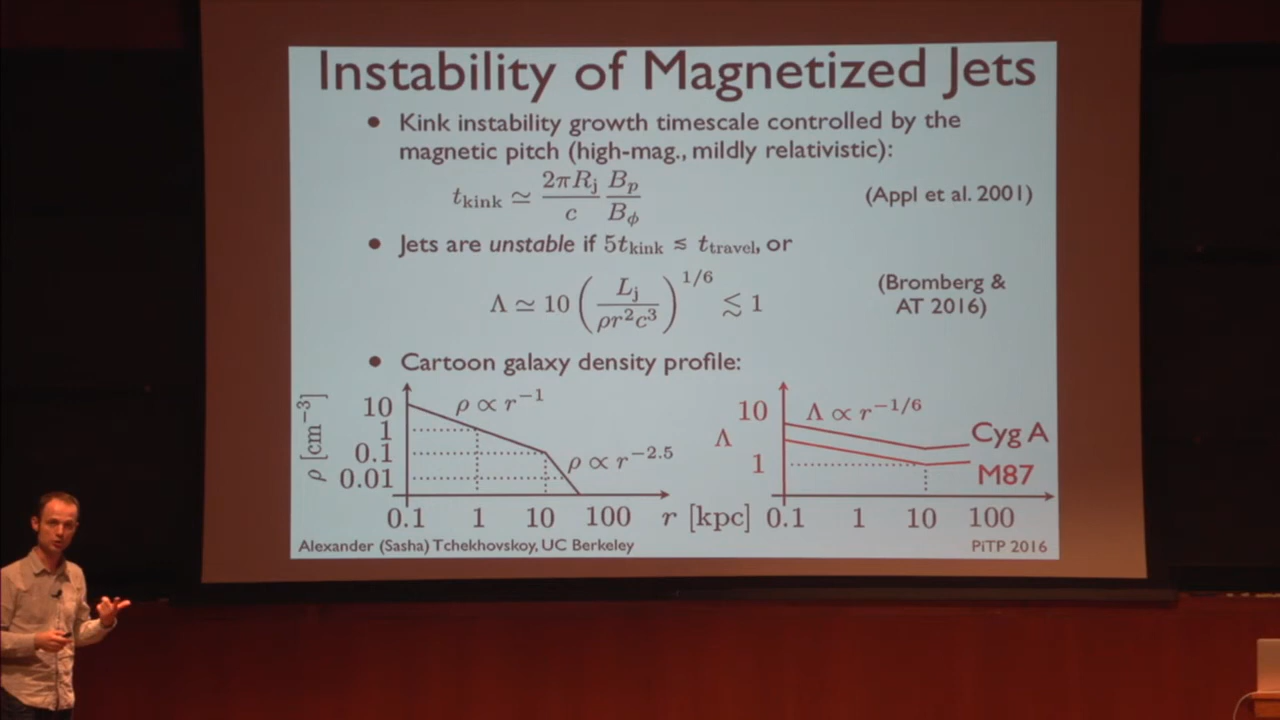 Instability of Magnetized Jets
• Kink instability growth timescale controlled by the
magnetic pitch (high-mag., mildly relativistic):
t_kink ≃ (2πR_j / c) (B_p / B_ϕ)
(Appl et al. 2001)
• Jets are unstable if 5t_kink ≲ t_travel, or
Λ ≃ 10 (L_j / ρr²c³)^{1/6} ≲ 1
(Bromberg &
AT 2016)
• Cartoon galaxy density profile:
ρ [cm⁻³]
10
1
0.1
0.01
ρ ∝ r⁻¹
ρ ∝ r^{−2.5}
0.1 1 10 100 r [kpc]
Λ
10
1
Λ ∝ r^{−1/6}
Cyg A
M87
0.1 1 10 100
Alexander (Sasha) Tchekhovskoy, UC Berkeley
PiTP 2016